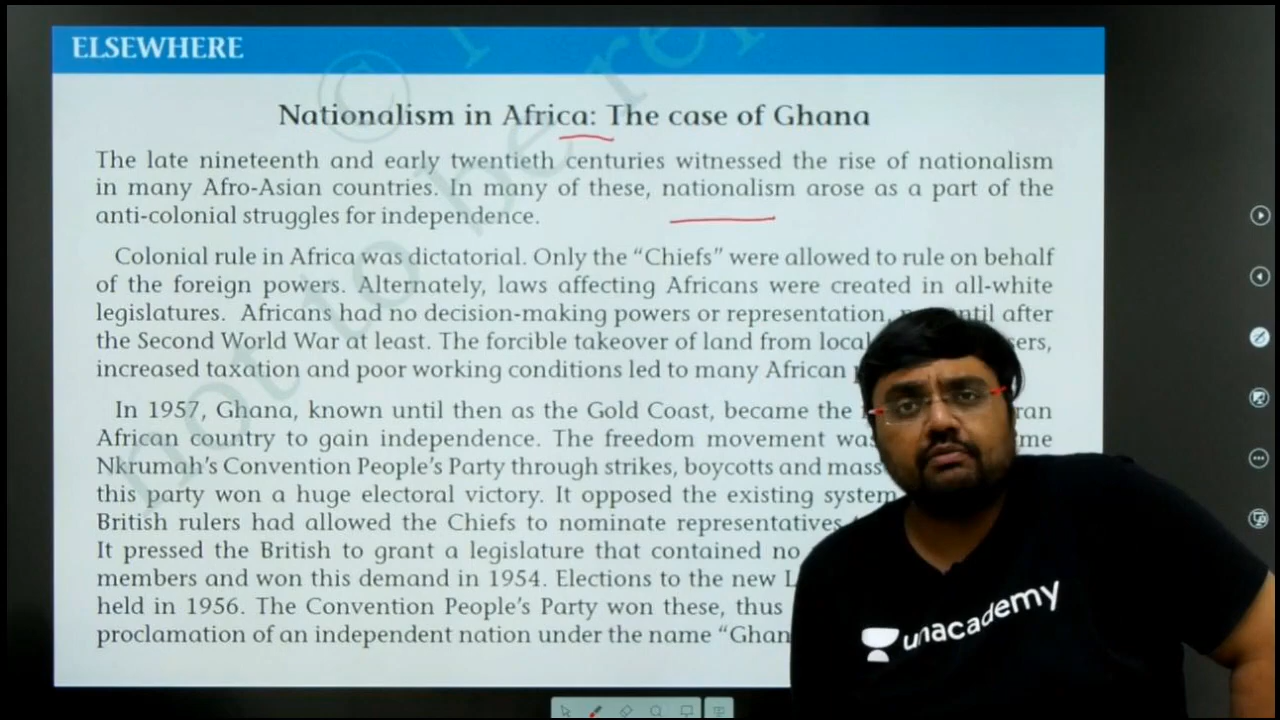 ELSEWHERE
Nationalism in Africa: The case of Ghana
The late nineteenth and early twentieth centuries witnessed the rise of nationalism
in many Afro-Asian countries. In many of these, nationalism arose as a part of the
anti-colonial struggles for independence.
Colonial rule in Africa was dictatorial. Only the “Chiefs” were allowed to rule on behalf
of the foreign powers. Alternately, laws affecting Africans were created in all-white
legislatures. Africans had no decision-making powers or representation,
after
the Second World War at least. The forcible takeover of land from local
increased taxation and poor working conditions led to many African
In 1957, Ghana, known until then as the Gold Coast, became the
African country to gain independence. The freedom movement was
Nkrumah’s Convention People’s Party through strikes, boycotts and mass
this party won a huge electoral victory. It opposed the existing system
British rulers had allowed the Chiefs to nominate representatives
It pressed the British to grant a legislature that contained no
members and won this demand in 1954. Elections to the new
held in 1956. The Convention People’s Party won these, thus
proclamation of an independent nation under the name “Ghan
not to be rep
©
unacademy